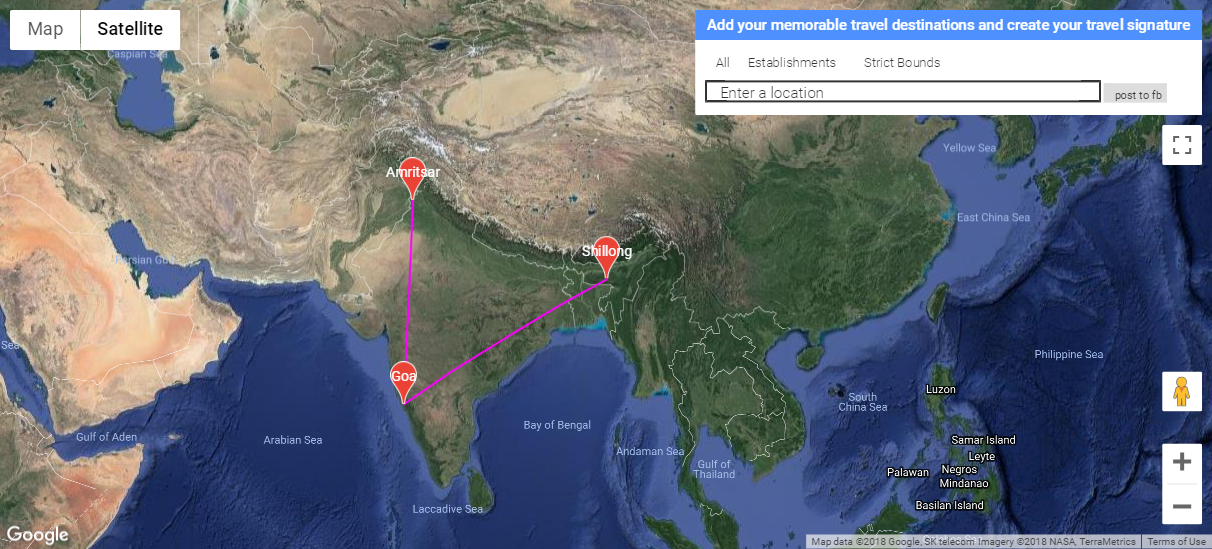 Map Satellite
Add your memorable travel destinations and create your travel signature
All Establishments Strict Bounds
Enter a location
post to fb
Caspian Sea
Yellow Sea
Amritsar
East China Sea
Shillong
Persian Gulf
Sea
Philippine Sea
Goa
Luzon
South
China Sea
Bay of Bengal
Gulf of Aden
Arabian Sea
Samar Island
Andaman Sea
Leyte
Gulf of
Thailand
Palawan
Negros
Mindanao
Laccadive Sea
Basilan Island
Google
Map data ©2018 Google, SK telecom Imagery ©2018 NASA, TerraMetrics
Terms of Use